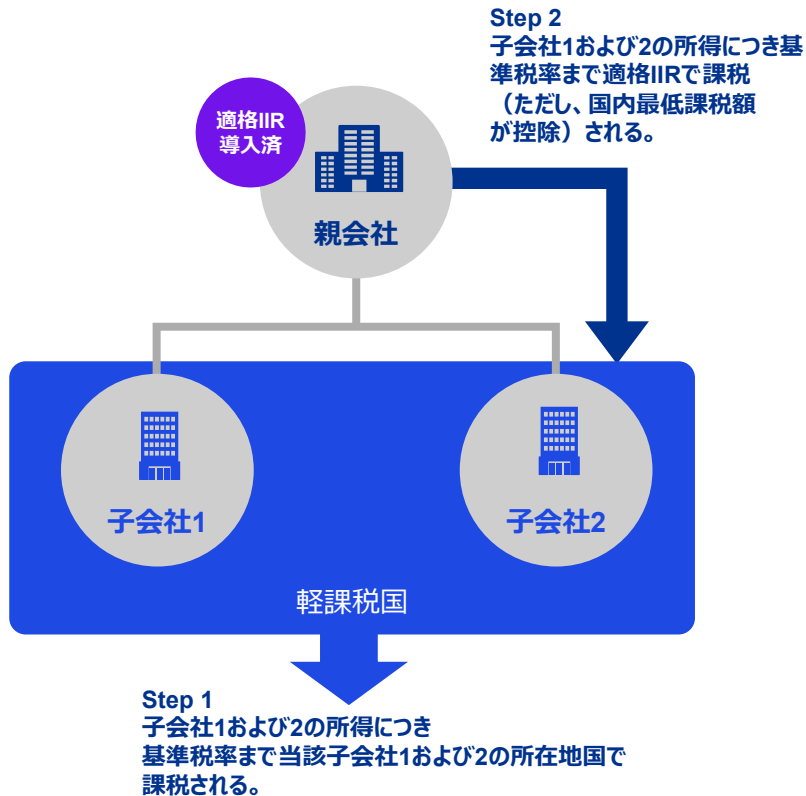 Step 2
子会社1および2の所得につき基
準税率まで適格IIRで課税
（ただし、国内最低課税額
が控除）される。
適格IIR
導入済
親会社
子会社1
子会社2
軽課税国
Step 1
子会社1および2の所得につき
基準税率まで当該子会社1および2の所在地国で
課税される。